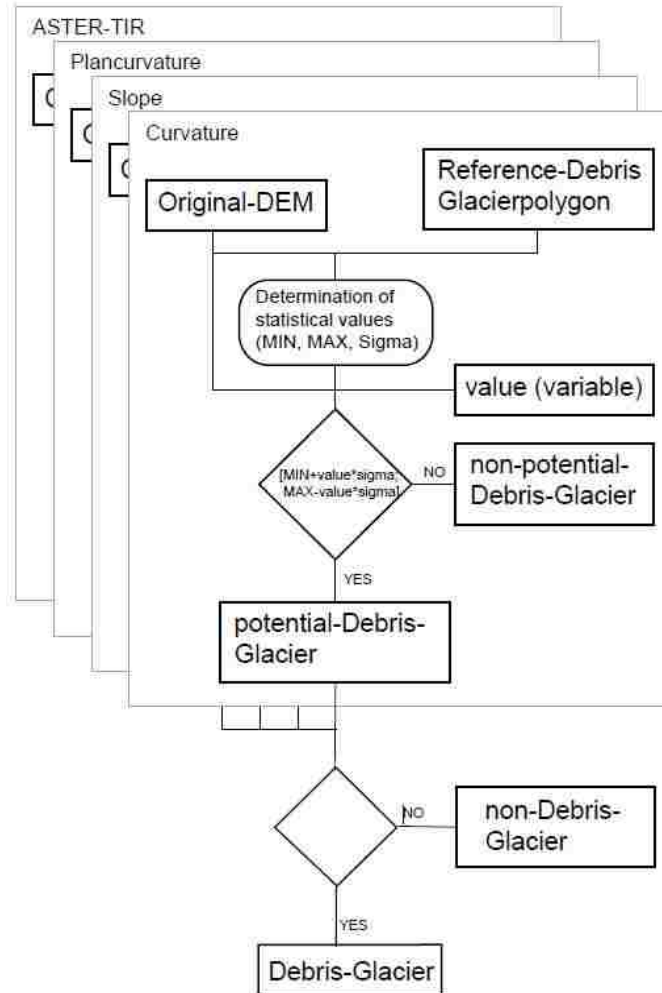 ASTER-TIR
Plancurvature
Slope
Curvature
Original-DEM
Reference-Debris
Glacierpolygon
Determination of
statistical values
(MIN, MAX, Sigma)
value (variable)
[MIN+value*sigma;
MAX-value*sigma]
NO
non-potential-
Debris-Glacier
YES
potential-Debris-
Glacier
NO
non-Debris-
Glacier
YES
Debris-Glacier